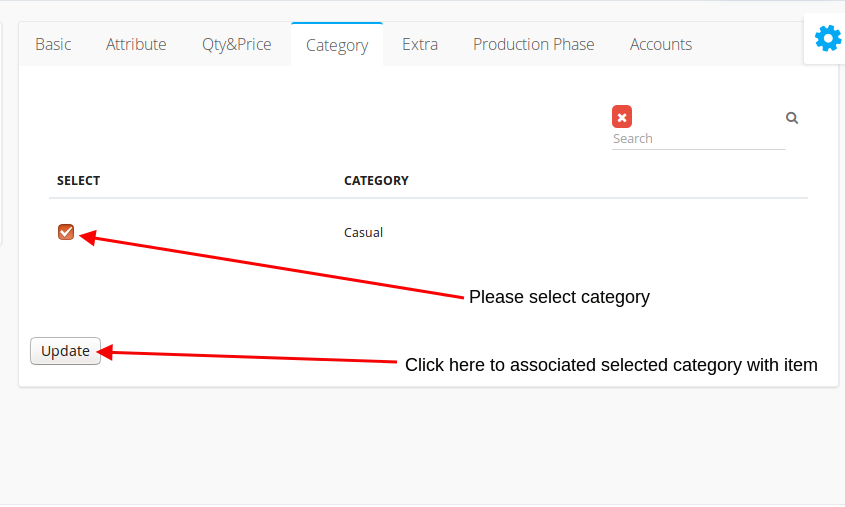 Basic Attribute Qty&Price Category Extra Production Phase Accounts
Search
SELECT CATEGORY
Casual
Please select category
Update
Click here to associated selected category with item